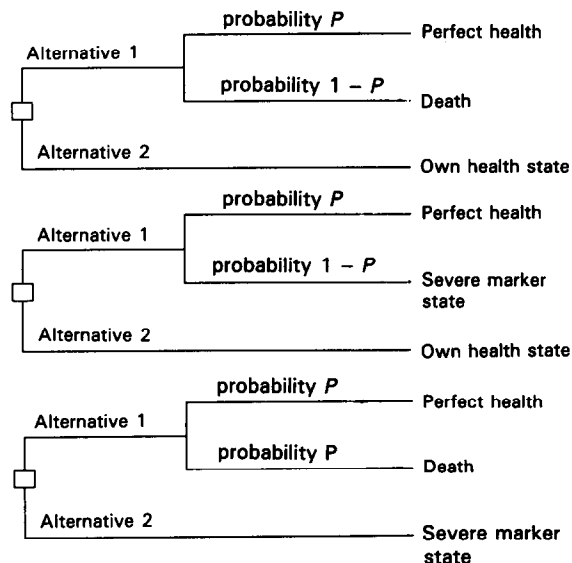 probability P
Alternative 1
Perfect health
probability 1 – P
Death
Alternative 2
Own health state
probability P
Alternative 1
Perfect health
probability 1 – P
Severe marker
state
Alternative 2
Own health state
probability P
Alternative 1
Perfect health
probability P
Death
Alternative 2
Severe marker
state